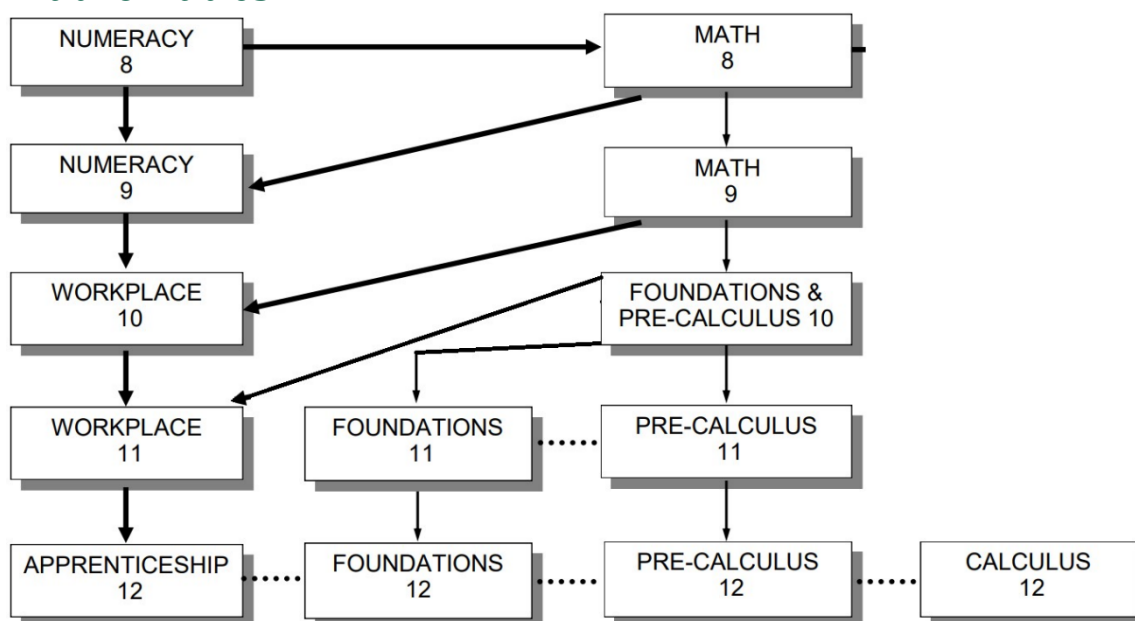 NUMERACY
8
MATH
8
NUMERACY
9
MATH
9
WORKPLACE
10
FOUNDATIONS &
PRE-CALCULUS 10
WORKPLACE
11
FOUNDATIONS
11
PRE-CALCULUS
11
APPRENTICESHIP
12
FOUNDATIONS
12
PRE-CALCULUS
12
CALCULUS
12